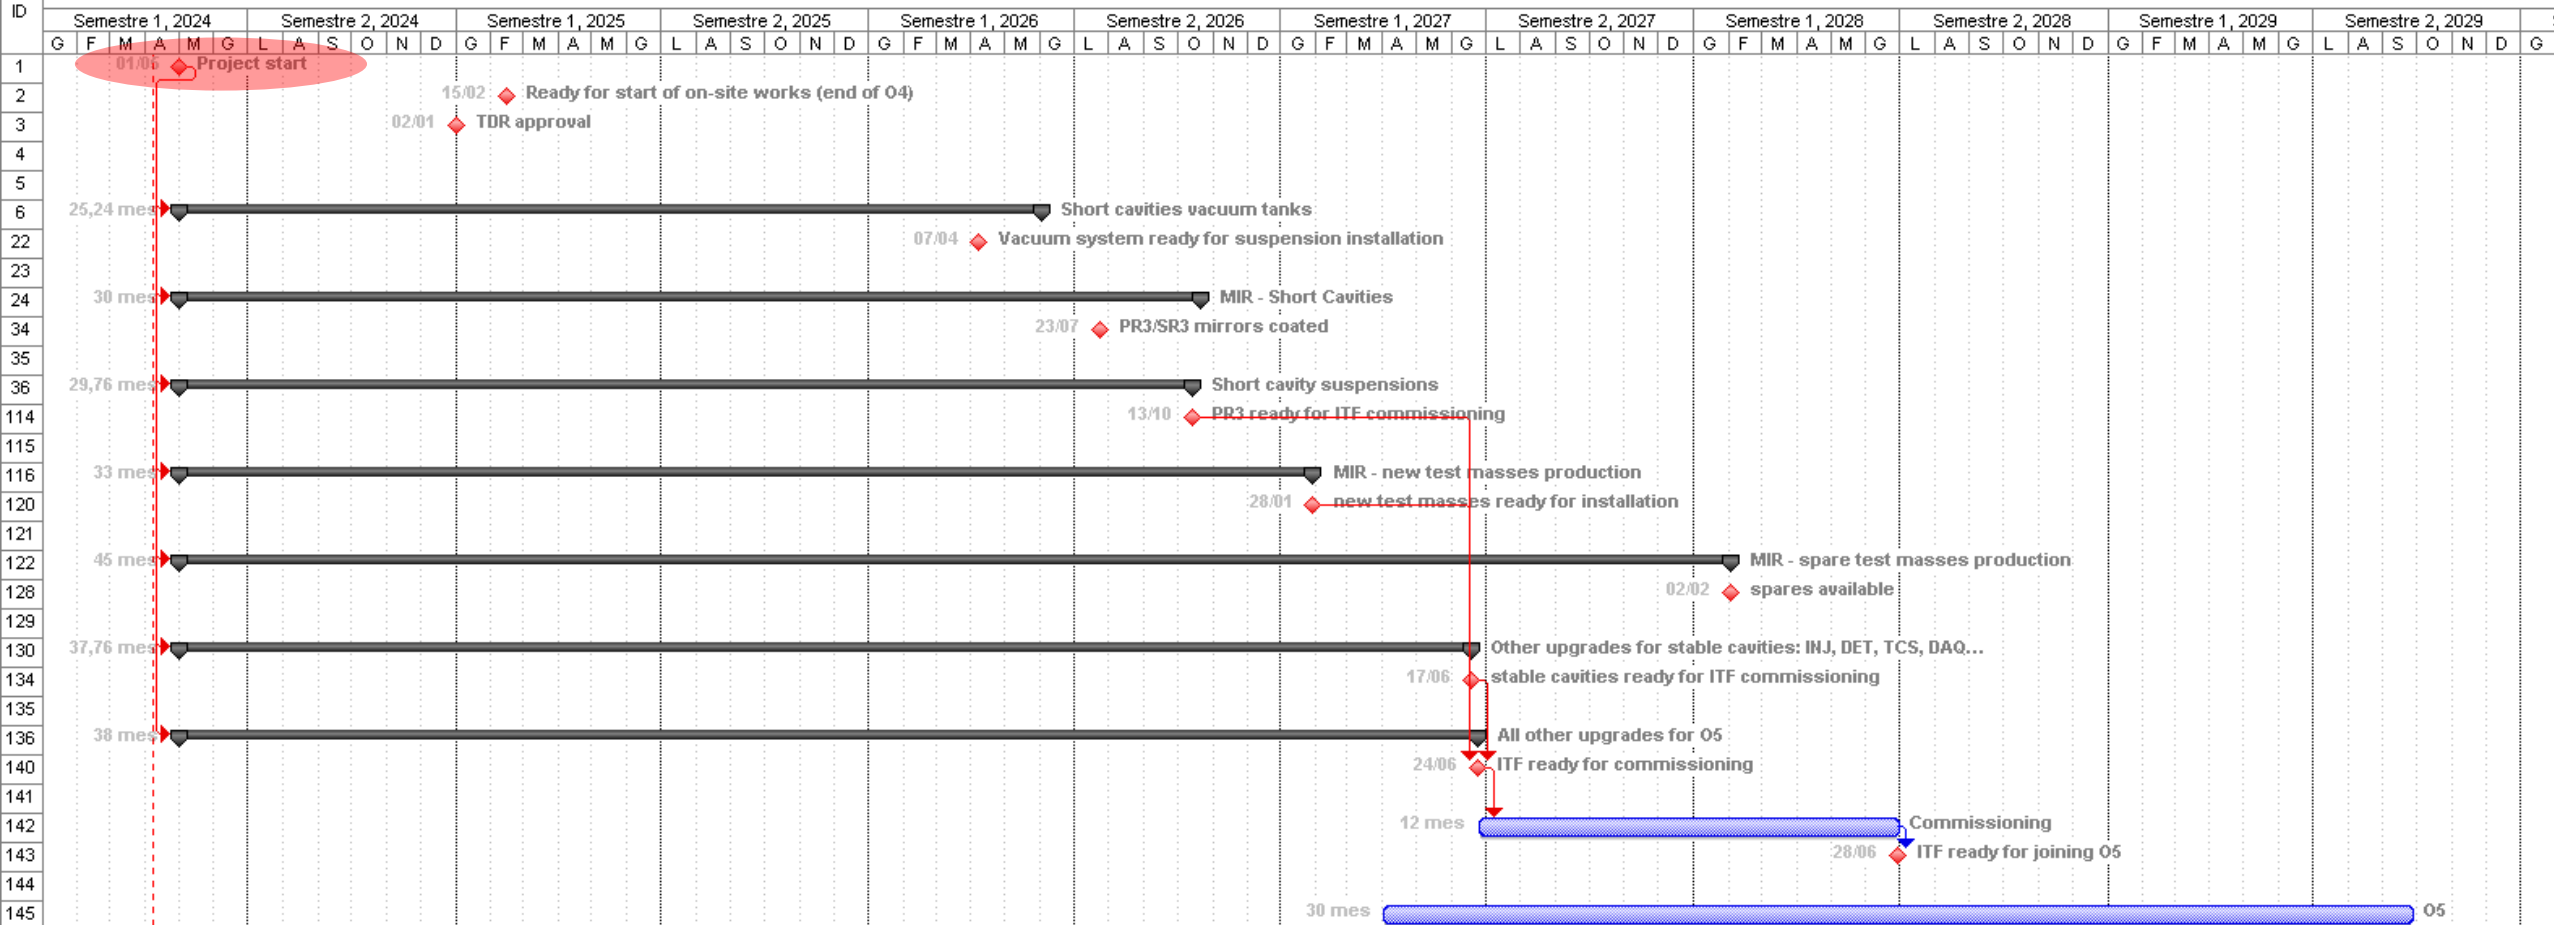 ID
Semestre 1, 2024 Semestre 2, 2024 Semestre 1, 2025 Semestre 2, 2025 Semestre 1, 2026 Semestre 2, 2026 Semestre 1, 2027 Semestre 2, 2027 Semestre 1, 2028 Semestre 2, 2028 Semestre 1, 2029 Semestre 2, 2029
G F M A M G L A S O N D G F M A M G L A S O N D G F M A M G L A S O N D G F M A M G L A S O N D G F M A M G L A S O N D G F M A M G L A S O N D G
1 01/05 Project start
2 15/02 Ready for start of on-site works (end of O4)
3 02/01 TDR approval
4
5
6 25,24 mes Short cavities vacuum tanks
22 07/04 Vacuum system ready for suspension installation
23
24 30 mes MIR - Short Cavities
34 23/07 PR3/SR3 mirrors coated
35
36 29,76 mes Short cavity suspensions
114 13/10 PR3 ready for ITF commissioning
115
116 33 mes MIR - new test masses production
120 28/01 new test masses ready for installation
121
122 45 mes MIR - spare test masses production
128 02/02 spares available
129
130 37,76 mes Other upgrades for stable cavities: INJ, DET, TCS, DAQ...
134 17/06 stable cavities ready for ITF commissioning
135
136 38 mes All other upgrades for O5
140 24/06 ITF ready for commissioning
141
142 12 mes Commissioning
143 28/06 ITF ready for joining O5
144
145 30 mes O5